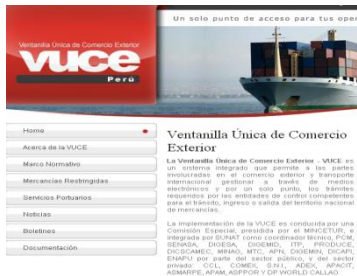 Un solo punto de acceso para tus ope
Ventanilla Única de Comercio Exterior
vuce
Perú
Home
Acerca de la VUCE
Marco Normativo
Mercancías Restringidas
Servicios Portuarios
Noticias
Boletines
Documentación
Ventanilla Única de Comercio
Exterior
La Ventanilla Única de Comercio Exterior - VUCE es
un sistema integrado que permite a las partes
involucradas en el comercio exterior y transporte
internacional gestionar a través de medios
electrónicos y por un solo punto, los trámites
requeridos por las entidades de control competentes
para el tránsito, ingreso o salida del territorio nacional
de mercancías.
La implementación de la VUCE es conducida por una
Comisión Especial, presidida por el MINCETUR, e
integrada por SUNAT como coordinador técnico, PCM,
SENASA, DIGESA, DIGEMID, ITP, PRODUCE,
DICSCAMEC, MINAG, MTC, APN, DIGEMIN, DICAPI,
ENAPU por parte del sector público, y del sector
privado: CCL, COMEX, S.N.I., ADEX, APACIT,
ASMARPE, APAM, ASPPOR Y DP WORLD CALLAO